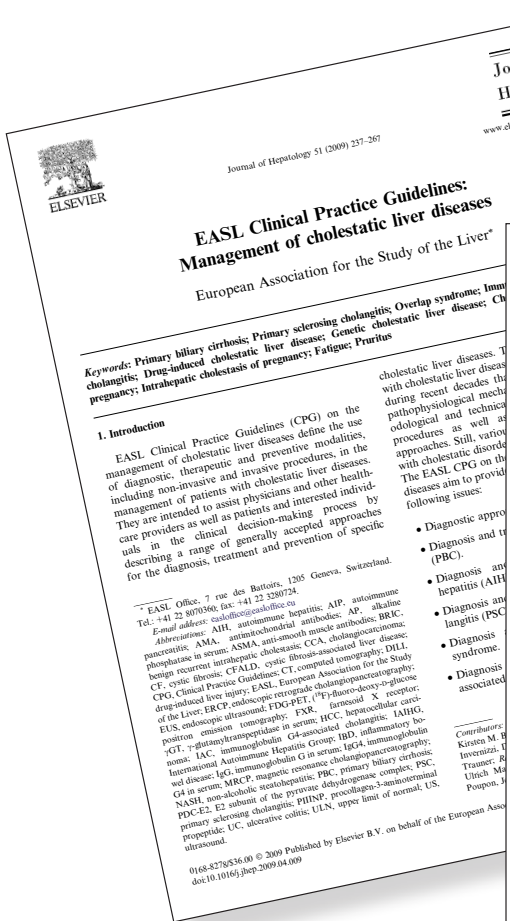 ELSEVIER
Journal of Hepatology 51 (2009) 237–267
www.el
EASL Clinical Practice Guidelines:
Management of cholestatic liver diseases
European Association for the Study of the Liver*
Keywords: Primary biliary cirrhosis; Primary sclerosing cholangitis; Overlap syndrome; Immu
cholangitis; Drug-induced cholestatic liver disease; Genetic cholestatic liver disease; Ch
pregnancy; Intrahepatic cholestasis of pregnancy; Fatigue; Pruritus
1. Introduction
EASL Clinical Practice Guidelines (CPG) on the
management of cholestatic liver diseases define the use
of diagnostic, therapeutic and preventive modalities,
including non-invasive and invasive procedures, in the
management of patients with cholestatic liver diseases.
They are intended to assist physicians and other health-
care providers as well as patients and interested individ-
uals in the clinical decision-making process by
describing a range of generally accepted approaches
for the diagnosis, treatment and prevention of specific
* EASL Office, 7 rue des Battoirs, 1205 Geneva, Switzerland.
Tel.: +41 22 8070360; fax: +41 22 3280724.
E-mail address: easloffice@easloffice.eu
Abbreviations: AIH, autoimmune hepatitis; AIP, autoimmune
pancreatitis; AMA, antimitochondrial antibodies; AP, alkaline
phosphatase in serum; ASMA, anti-smooth muscle antibodies; BRIC,
benign recurrent intrahepatic cholestasis; CCA, cholangiocarcinoma;
CF, cystic fibrosis; CFALD, cystic fibrosis-associated liver disease;
CPG, Clinical Practice Guidelines; CT, computed tomography; DILI,
drug-induced liver injury; EASL, European Association for the Study
of the Liver; ERCP, endoscopic retrograde cholangiopancreatography;
EUS, endoscopic ultrasound; FDG-PET, (¹⁸F)-fluoro-deoxy-D-glucose
positron emission tomography; FXR, farnesoid X receptor;
γGT, γ-glutamyltranspeptidase in serum; HCC, hepatocellular carci-
noma; IAC, immunoglobulin G4-associated cholangitis; IAIHG,
International Autoimmune Hepatitis Group; IBD, inflammatory bo-
wel disease; IgG, immunoglobulin G in serum; IgG4, immunoglobulin
G4 in serum; MRCP, magnetic resonance cholangiopancreatography;
NASH, non-alcoholic steatohepatitis; PBC, primary biliary cirrhosis;
PDC-E2, E2 subunit of the pyruvate dehydrogenase complex; PSC,
primary sclerosing cholangitis; PIIINP, procollagen-3-aminoterminal
propeptide; UC, ulcerative colitis; ULN, upper limit of normal; US,
ultrasound.
cholestatic liver diseases. T
with cholestatic liver diseas
during recent decades tha
pathophysiological mecha
odological and technica
procedures as well as
approaches. Still, variou
with cholestatic disorde
The EASL CPG on the
diseases aim to provid
following issues:
• Diagnostic appro
• Diagnosis and tr
(PBC).
• Diagnosis and
hepatitis (AIH
• Diagnosis and
langitis (PSC
• Diagnosis
syndrome.
• Diagnosis
associated
Contributors:
Kirsten M. B
Invernizzi, D
Trauner, R
Ulrich Ma
Poupon, J
0168-8278/$36.00 © 2009 Published by Elsevier B.V. on behalf of the European Asso
doi:10.1016/j.jhep.2009.04.009